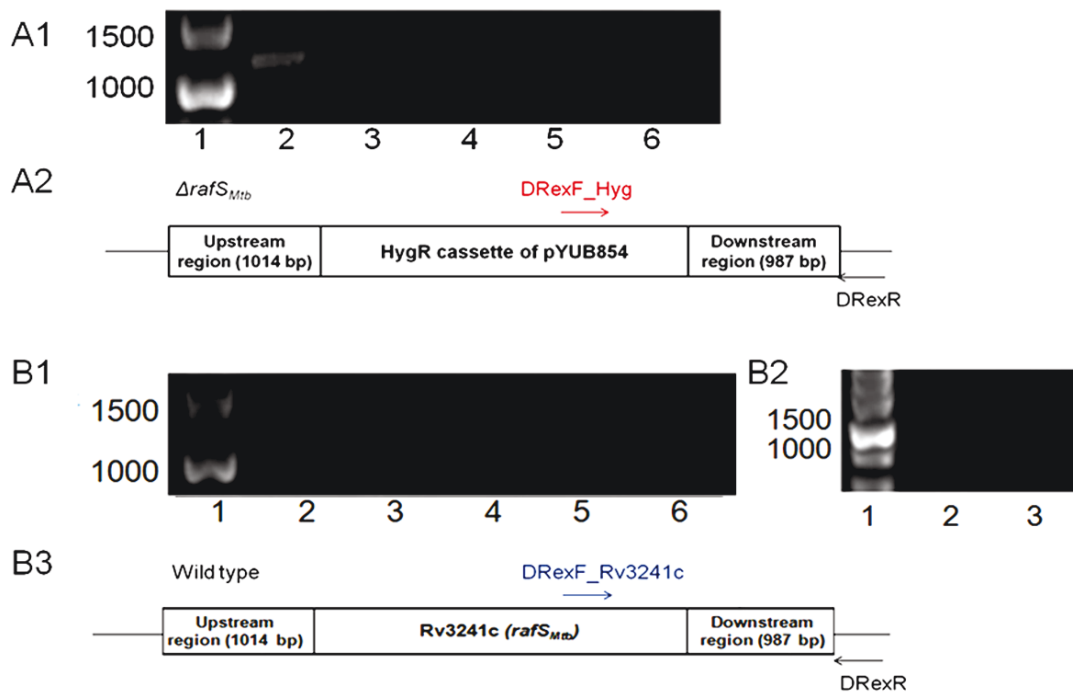 A1
1500
1000
1 2 3 4 5 6
A2
ΔrafS_Mtb
DRexF_Hyg
Upstream region (1014 bp)
HygR cassette of pYUB854
Downstream region (987 bp)
DRexR
B1
1500
1000
1 2 3 4 5 6
B2
1500
1000
1 2 3
B3
Wild type
DRexF_Rv3241c
Upstream region (1014 bp)
Rv3241c (rafS_Mtb)
Downstream region (987 bp)
DRexR